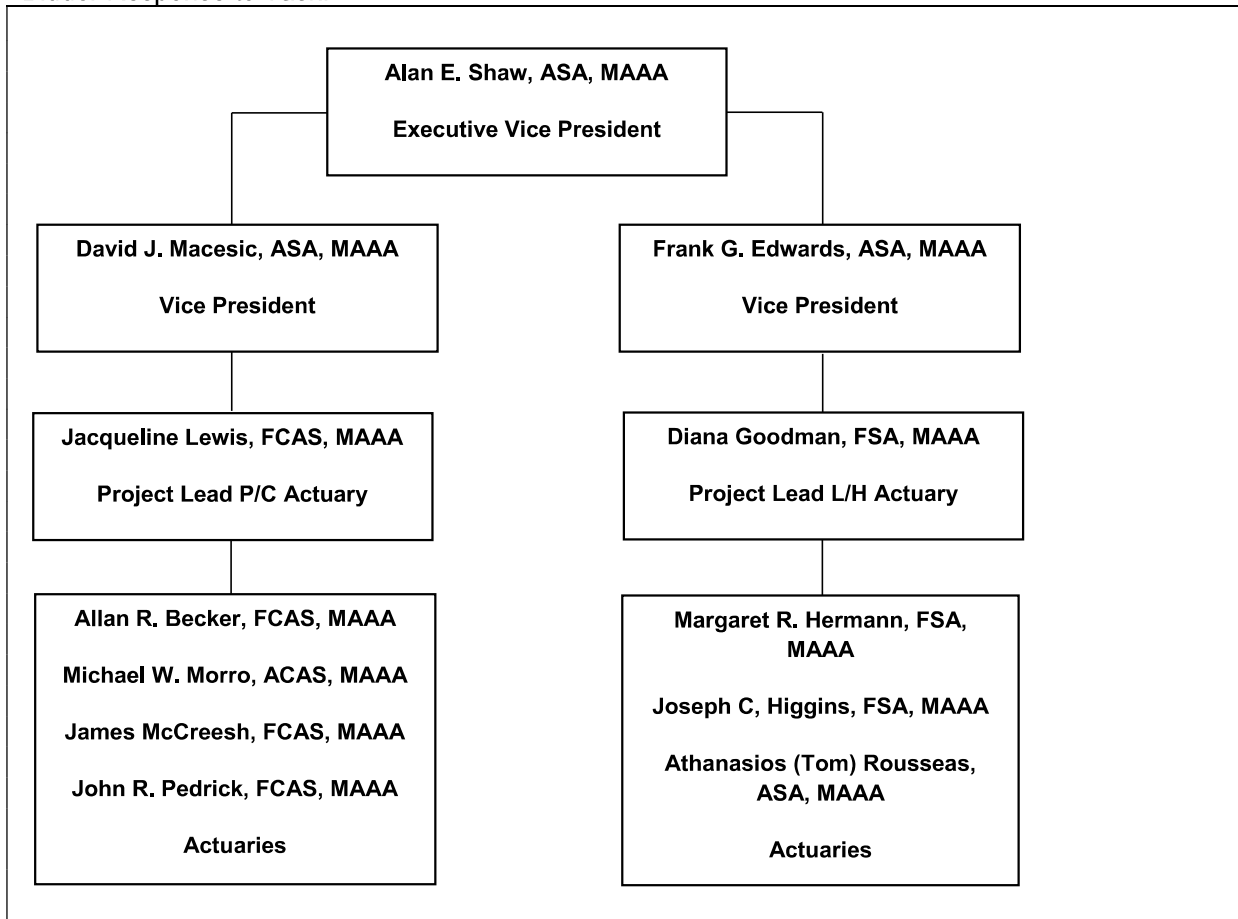 Alan E. Shaw, ASA, MAAA
Executive Vice President
David J. Macesic, ASA, MAAA
Vice President
Frank G. Edwards, ASA, MAAA
Vice President
Jacqueline Lewis, FCAS, MAAA
Project Lead P/C Actuary
Diana Goodman, FSA, MAAA
Project Lead L/H Actuary
Allan R. Becker, FCAS, MAAA
Michael W. Morro, ACAS, MAAA
James McCreesh, FCAS, MAAA
John R. Pedrick, FCAS, MAAA
Actuaries
Margaret R. Hermann, FSA,
MAAA
Joseph C, Higgins, FSA, MAAA
Athanasios (Tom) Rousseas,
ASA, MAAA
Actuaries